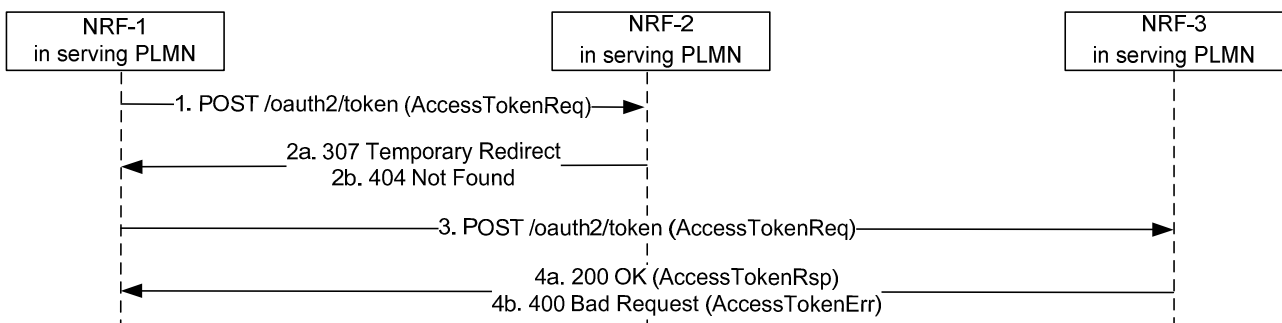 NRF-1
in serving PLMN
NRF-2
in serving PLMN
NRF-3
in serving PLMN
1. POST /oauth2/token (AccessTokenReq)
2a. 307 Temporary Redirect
2b. 404 Not Found
3. POST /oauth2/token (AccessTokenReq)
4a. 200 OK (AccessTokenRsp)
4b. 400 Bad Request (AccessTokenErr)